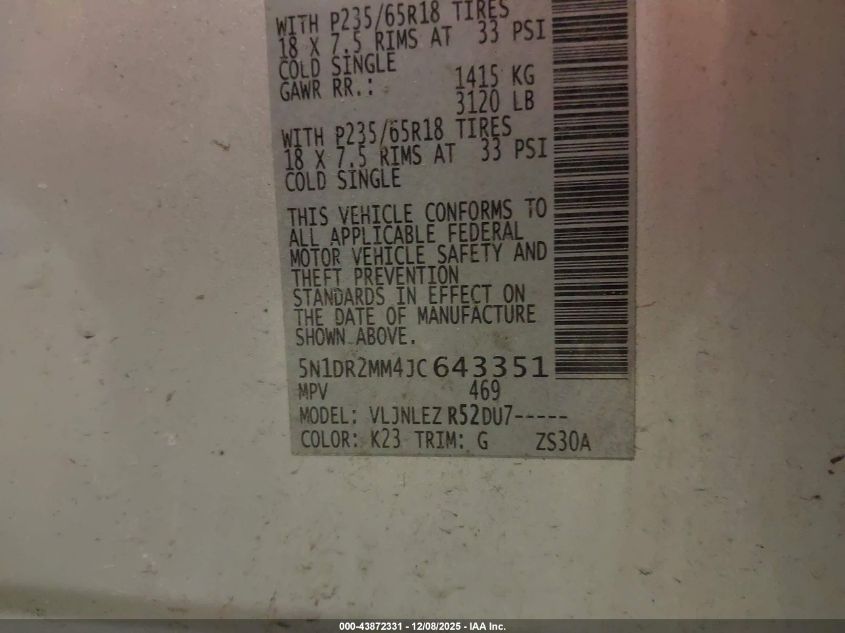 WITH P235/65R18 TIRES
18 X 7.5 RIMS AT 33 PSI
COLD SINGLE
GAWR RR.: 1415 KG
3120 LB
WITH P235/65R18 TIRES
18 X 7.5 RIMS AT 33 PSI
COLD SINGLE
THIS VEHICLE CONFORMS TO
ALL APPLICABLE FEDERAL
MOTOR VEHICLE SAFETY AND
THEFT PREVENTION
STANDARDS IN EFFECT ON
THE DATE OF MANUFACTURE
SHOWN ABOVE.
5N1DR2MM4JC643351
MPV 469
MODEL: VLJNLEZ R52DU7-----
COLOR: K23 TRIM: G ZS30A
000-43872331 - 12/08/2025 - IAA Inc.